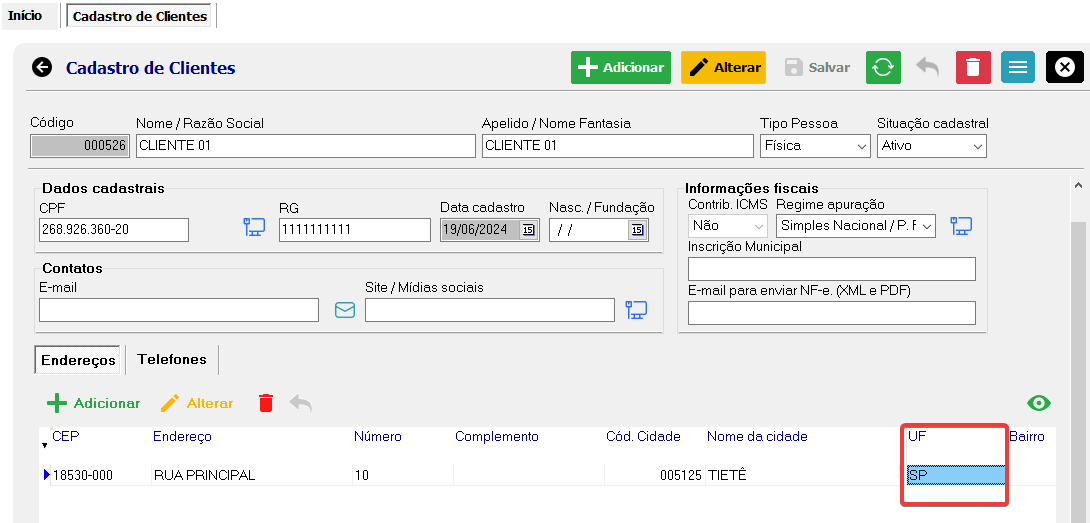 Início Cadastro de Clientes
Cadastro de Clientes Adicionar Alterar Salvar
Código Nome / Razão Social Apelido / Nome Fantasia Tipo Pessoa Situação cadastral
000526 CLIENTE 01 CLIENTE 01 Física Ativo
Dados cadastrais Informações fiscais
CPF RG Data cadastro Nasc. / Fundação Contrib. ICMS Regime apuração
268.926.360-20 1111111111 19/06/2024 15 / / 15 Não Simples Nacional / P. F
Inscrição Municipal
Contatos
E-mail Site / Mídias sociais E-mail para enviar NF-e. (XML e PDF)
Endereços Telefones
Adicionar Alterar
CEP Endereço Número Complemento Cód. Cidade Nome da cidade UF Bairro
18530-000 RUA PRINCIPAL 10 005125 TIETÊ SP